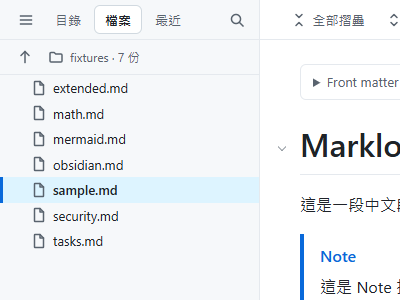 目錄 檔案 最近
fixtures · 7 份
extended.md
math.md
mermaid.md
obsidian.md
sample.md
security.md
tasks.md
全部摺疊
Front matter
Marklo
這是一段中文
Note
這是 Note